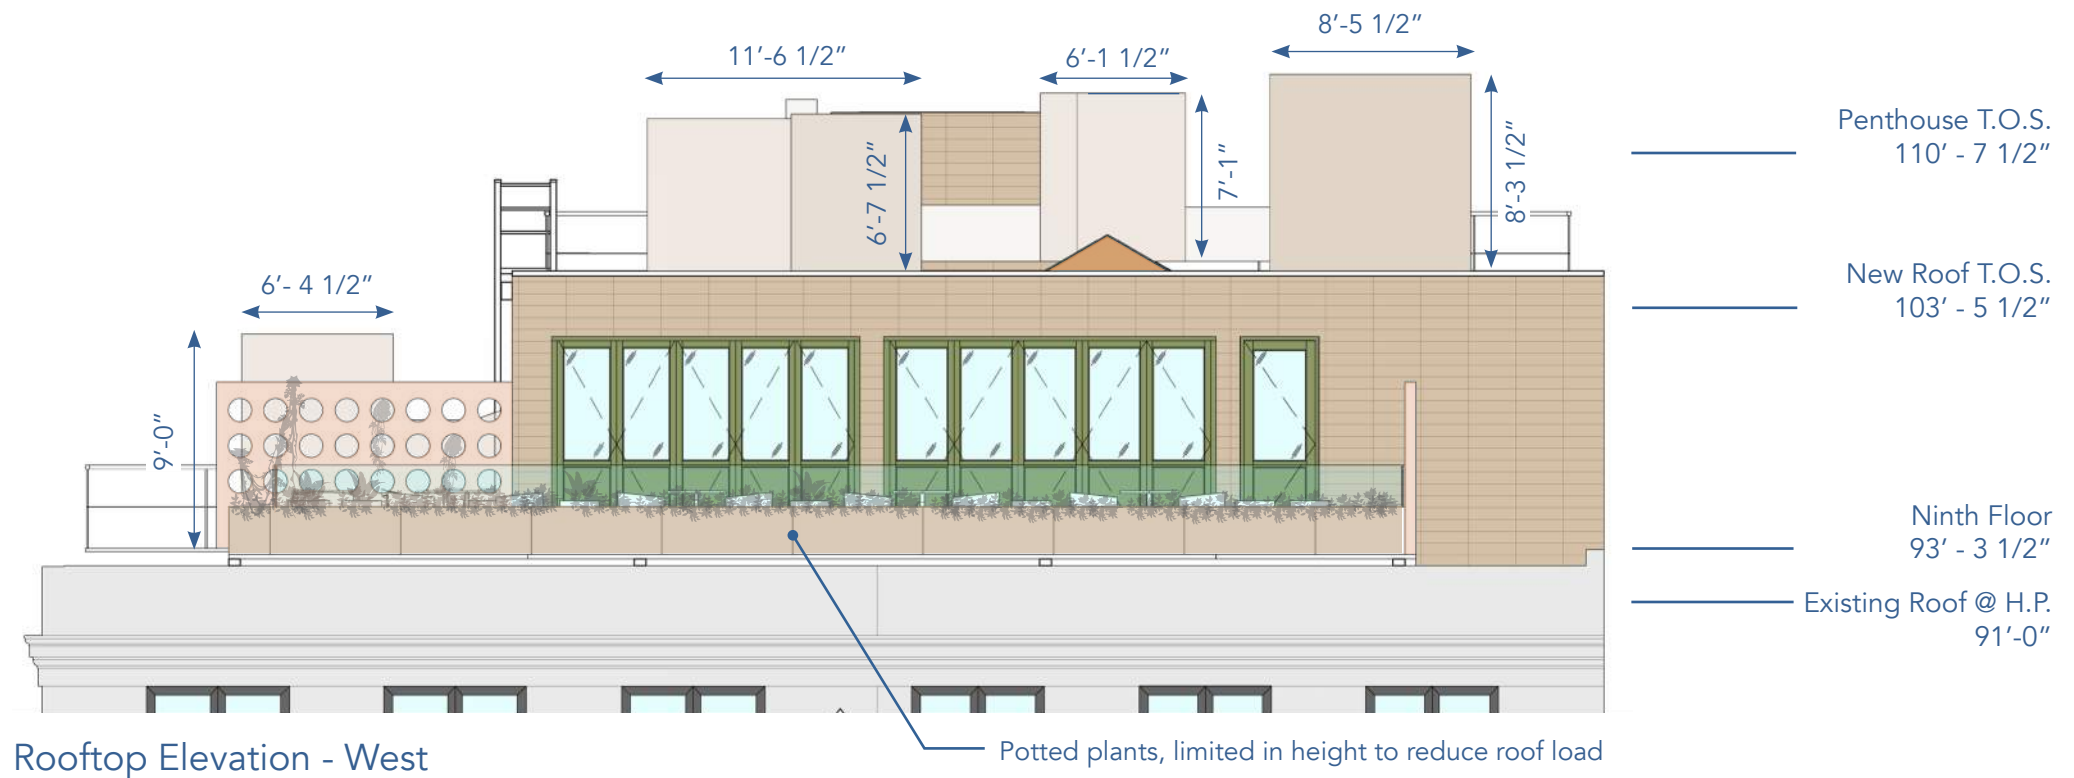 8’-5 1/2”
11’-6 1/2”
6’-1 1/2”
6’-7 1/2”
7’-1”
8’-3 1/2”
Penthouse T.O.S.
110’ - 7 1/2”
New Roof T.O.S.
103’ - 5 1/2”
6’- 4 1/2”
9’-0”
Ninth Floor
93’ - 3 1/2”
Existing Roof @ H.P.
91’-0”
Potted plants, limited in height to reduce roof load
Rooftop Elevation - West